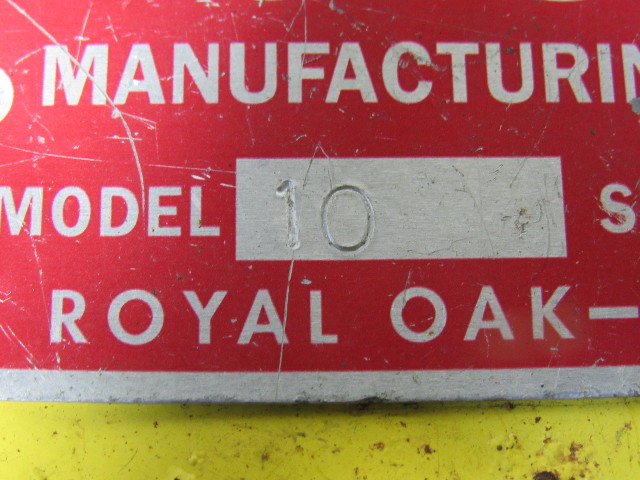 MANUFACTURIN
MODEL 10 S
ROYAL OAK–